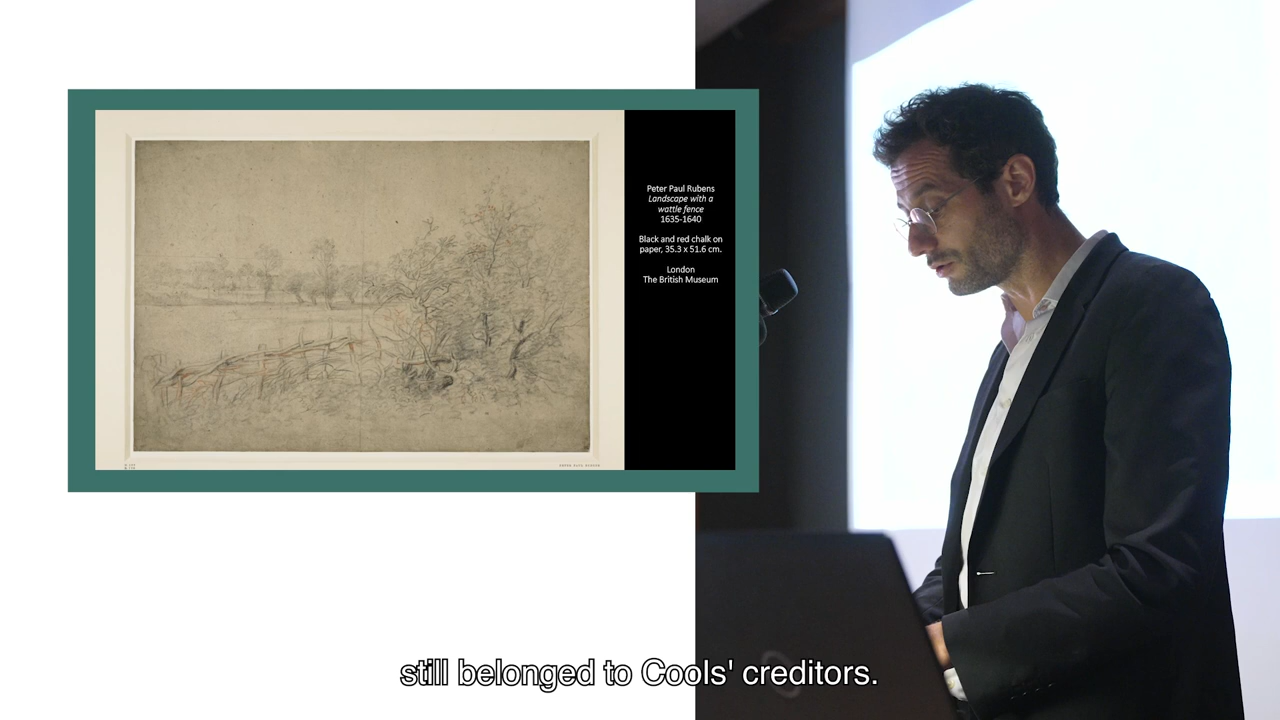 Peter Paul Rubens
Landscape with a
wattle fence
1635-1640
Black and red chalk on
paper, 35.3 x 51.6 cm.
London
The British Museum
still belonged to Cools' creditors.